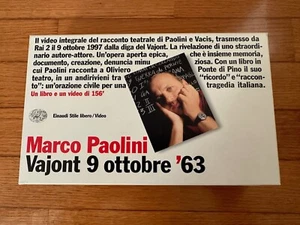 Il video integrale del racconto teatrale di Paolini e Vacis, trasmesso da
Rai 2 il 9 ottobre 1997 dalla diga del Vajont. La rivelazione di uno straordi-
nario autore-attore. Un'opera aperta epica, che è insieme memoria,
documento, creazione, denuncia minu ziosa. Con un libro in
cui Paolini racconta a Oliviero Ponte di Pino il suo
teatro, in un andirivieni tra "ricordo" e "raccon-
to": un'orazione civile per una tragedia italiana.
Un libro e un video di 156'
Einaudi Stile libero/Video
Marco Paolini
Vajont 9 ottobre '63